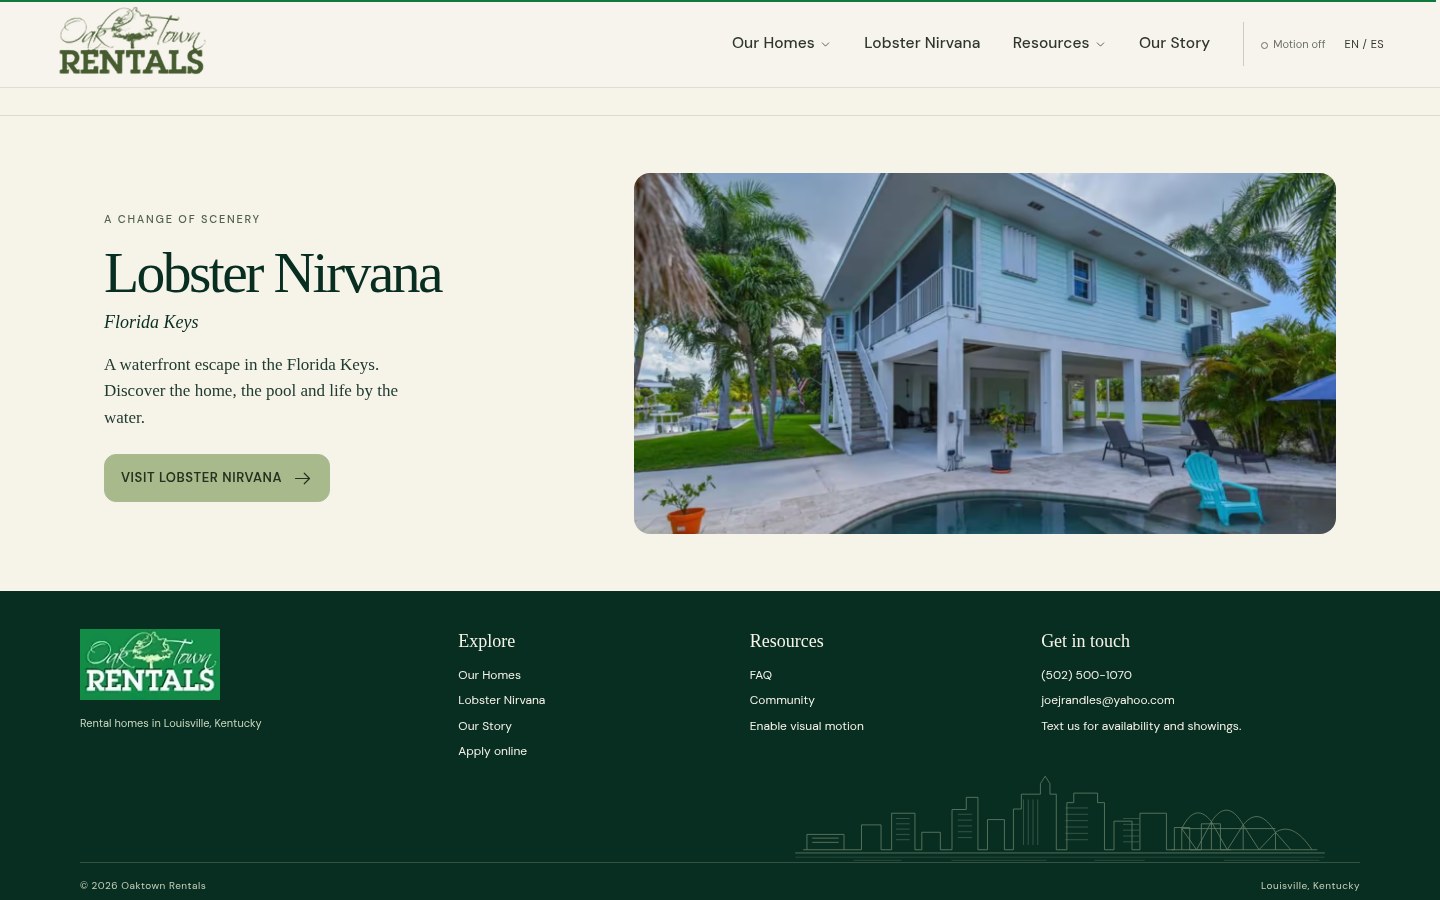 Oak Town
RENTALS
Our Homes
Lobster Nirvana
Resources
Our Story
Motion off
EN / ES
A CHANGE OF SCENERY
Lobster Nirvana
Florida Keys
A waterfront escape in the Florida Keys.
Discover the home, the pool and life by the
water.
VISIT LOBSTER NIRVANA
Oak Town
RENTALS
Rental homes in Louisville, Kentucky
Explore
Our Homes
Lobster Nirvana
Our Story
Apply online
Resources
FAQ
Community
Enable visual motion
Get in touch
(502) 500-1070
joejrandles@yahoo.com
Text us for availability and showings.
© 2026 Oaktown Rentals
Louisville, Kentucky